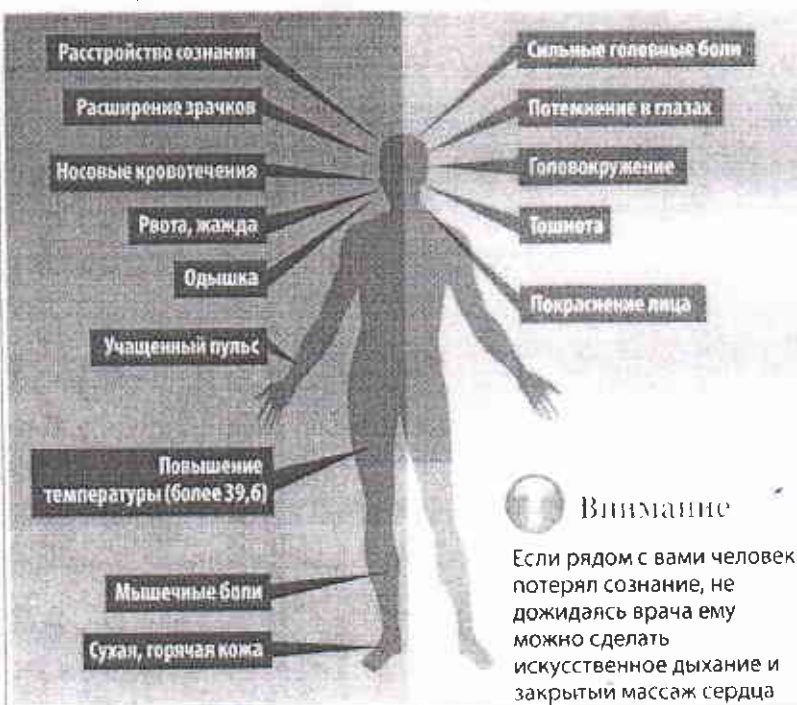 Расстройство сознания
Расширение зрачков
Носовые кровотечения
Рвота, жажда
Одышка
Учащенный пульс
Повышение
температуры (более 39,6)
Мышечные боли
Сухая, горячая кожа
Сильные головные боли
Потемнение в глазах
Головокружение
Тошнота
Покраснение лица
Внимание
Если рядом с вами человек
потерял сознание, не
дожидаясь врача ему
можно сделать
искусственное дыхание и
закрытый массаж сердца